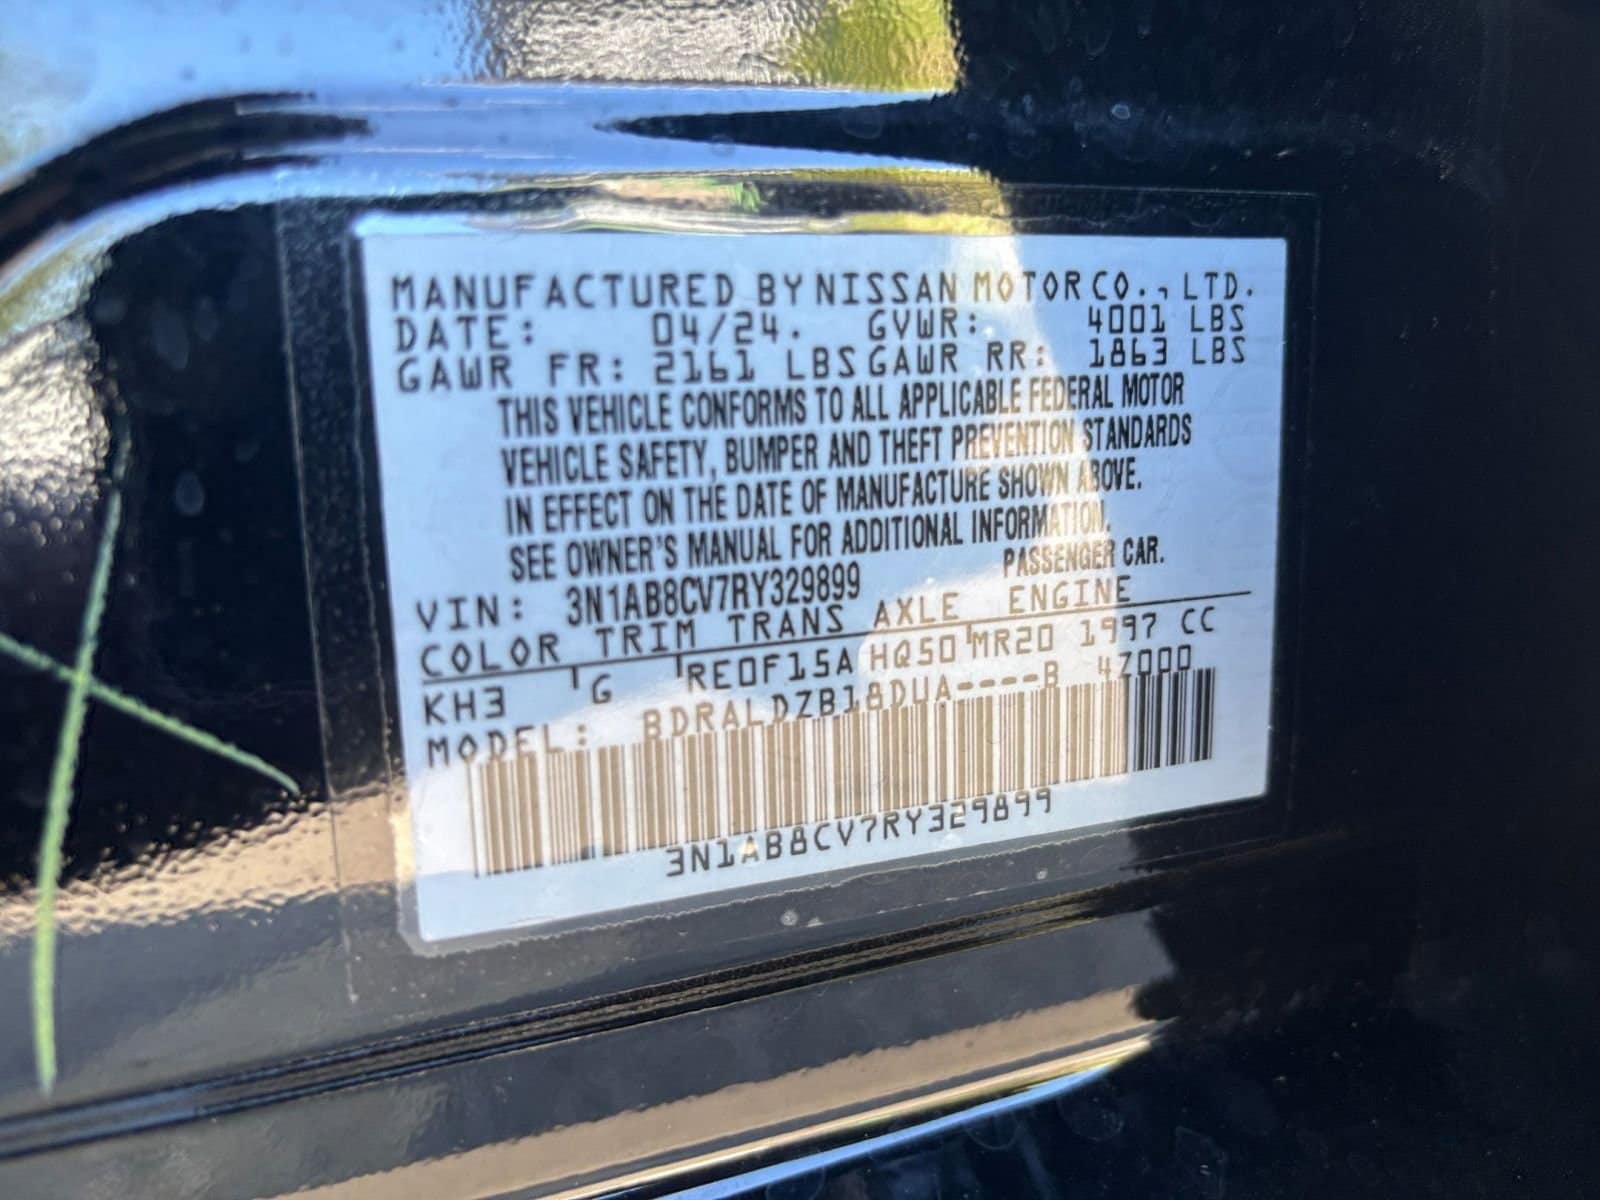 MANUFACTURED BY NISSAN MOTOR CO., LTD.
DATE: 04/24. GVWR: 4001 LBS
GAWR FR: 2161 LBS GAWR RR: 1863 LBS
THIS VEHICLE CONFORMS TO ALL APPLICABLE FEDERAL MOTOR
VEHICLE SAFETY, BUMPER AND THEFT PREVENTION STANDARDS
IN EFFECT ON THE DATE OF MANUFACTURE SHOWN ABOVE.
SEE OWNER'S MANUAL FOR ADDITIONAL INFORMATION.
VIN: 3N1AB8CV7RY329899 PASSENGER CAR.
COLOR TRIM TRANS AXLE ENGINE
KH3 G RE0F15A HQ50 MR20 1997 CC
MODEL: BDRALDZB18DUA----B 4Z000
3N1AB8CV7RY329899